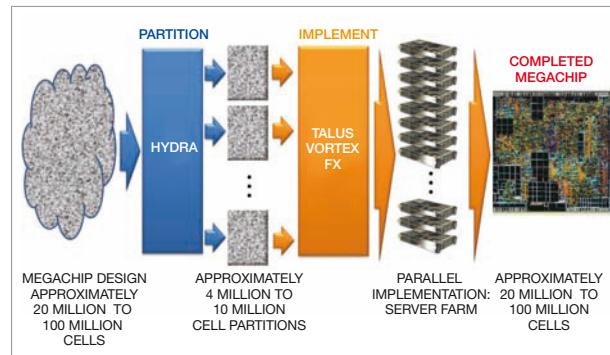 PARTITION
IMPLEMENT
COMPLETED
MEGACHIP
HYDRA
TALUS
VORTEX
FX
MEGACHIP DESIGN
APPROXIMATELY
20 MILLION TO
100 MILLION
CELLS
APPROXIMATELY
4 MILLION TO
10 MILLION
CELL PARTITIONS
PARALLEL
IMPLEMENTATION:
SERVER FARM
APPROXIMATELY
20 MILLION TO
100 MILLION
CELLS